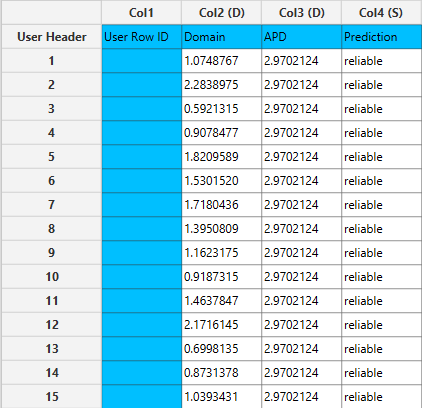 Col1 Col2 (D) Col3 (D) Col4 (S)
User Header User Row ID Domain APD Prediction
1 1.0748767 2.9702124 reliable
2 2.2838975 2.9702124 reliable
3 0.5921315 2.9702124 reliable
4 0.9078477 2.9702124 reliable
5 1.8209589 2.9702124 reliable
6 1.5301520 2.9702124 reliable
7 1.7180436 2.9702124 reliable
8 1.3950809 2.9702124 reliable
9 1.1623175 2.9702124 reliable
10 0.9187315 2.9702124 reliable
11 1.4637847 2.9702124 reliable
12 2.1716145 2.9702124 reliable
13 0.6998135 2.9702124 reliable
14 0.8731378 2.9702124 reliable
15 1.0393431 2.9702124 reliable